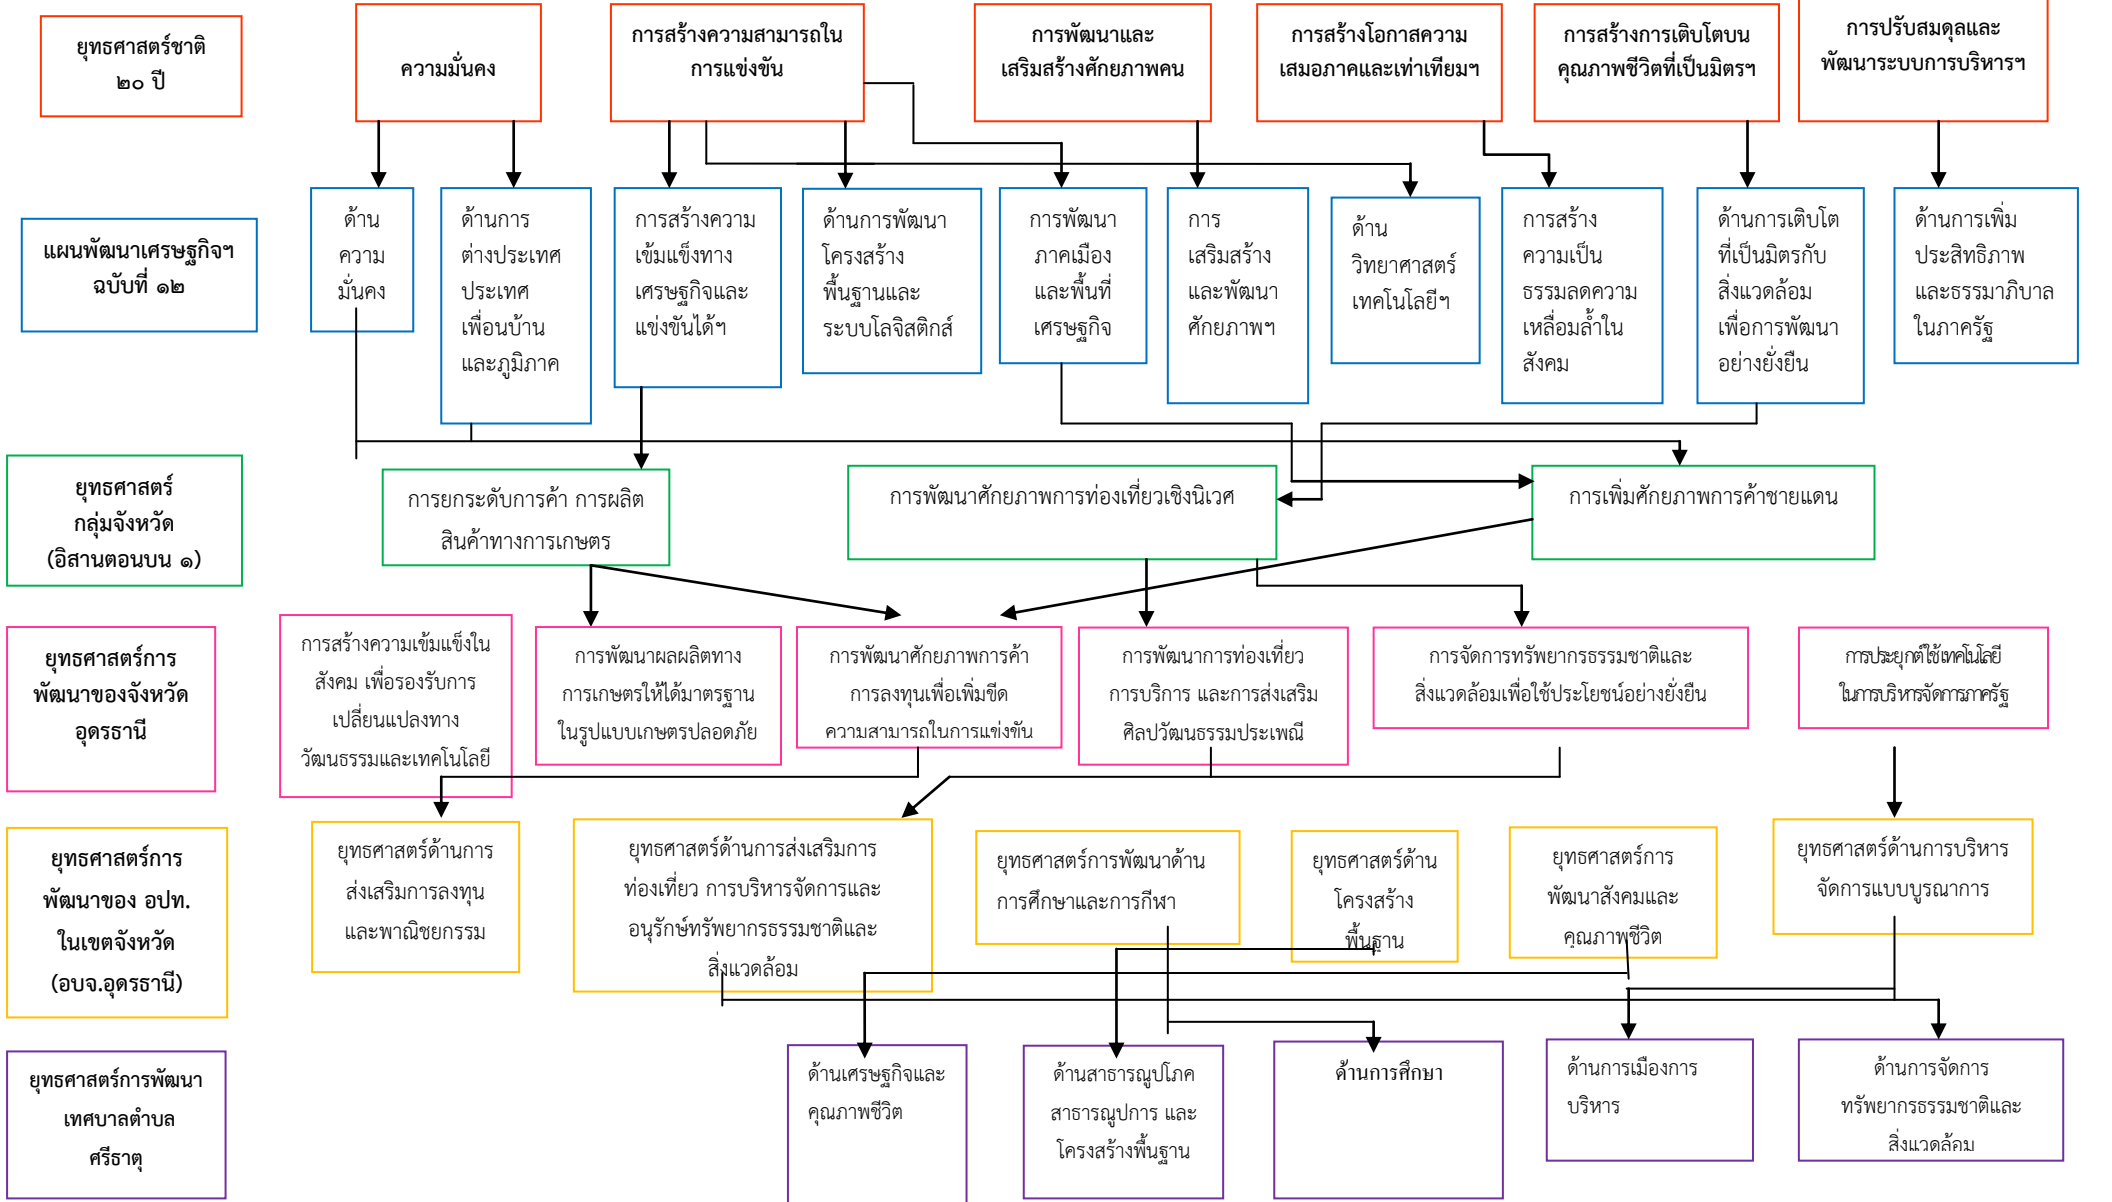 ยุทธศาสตร์ชาติ
๒๐ ปี
ความมั่นคง
การสร้างความสามารถใน
การแข่งขัน
การพัฒนาและ
เสริมสร้างศักยภาพคน
การสร้างโอกาสความ
เสมอภาคและเท่าเทียมฯ
การสร้างการเติบโตบน
คุณภาพชีวิตที่เป็นมิตรฯ
การปรับสมดุลและ
พัฒนาระบบการบริหารฯ
แผนพัฒนาเศรษฐกิจฯ
ฉบับที่ ๑๒
ด้าน
ความ
มั่นคง
ด้านการ
ต่างประเทศ
ประเทศ
เพื่อนบ้าน
และภูมิภาค
การสร้างความ
เข้มแข็งทาง
เศรษฐกิจและ
แข่งขันได้ฯ
ด้านการพัฒนา
โครงสร้าง
พื้นฐานและ
ระบบโลจิสติกส์
การพัฒนา
ภาคเมือง
และพื้นที่
เศรษฐกิจ
การ
เสริมสร้าง
และพัฒนา
ศักยภาพฯ
ด้าน
วิทยาศาสตร์
เทคโนโลยีฯ
การสร้าง
ความเป็น
ธรรมลดความ
เหลื่อมล้ำใน
สังคม
ด้านการเติบโต
ที่เป็นมิตรกับ
สิ่งแวดล้อม
เพื่อการพัฒนา
อย่างยั่งยืน
ด้านการเพิ่ม
ประสิทธิภาพ
และธรรมาภิบาล
ในภาครัฐ
ยุทธศาสตร์
กลุ่มจังหวัด
(อิสานตอนบน ๑)
การยกระดับการค้า การผลิต
สินค้าทางการเกษตร
การพัฒนาศักยภาพการท่องเที่ยวเชิงนิเวศ
การเพิ่มศักยภาพการค้าชายแดน
ยุทธศาสตร์การ
พัฒนาของจังหวัด
อุดรธานี
การสร้างความเข้มแข็งใน
สังคม เพื่อรองรับการ
เปลี่ยนแปลงทาง
วัฒนธรรมและเทคโนโลยี
การพัฒนาผลผลิตทาง
การเกษตรให้ได้มาตรฐาน
ในรูปแบบเกษตรปลอดภัย
การพัฒนาศักยภาพการค้า
การลงทุนเพื่อเพิ่มขีด
ความสามารถในการแข่งขัน
การพัฒนาการท่องเที่ยว
การบริการ และการส่งเสริม
ศิลปวัฒนธรรมประเพณี
การจัดการทรัพยากรธรรมชาติและ
สิ่งแวดล้อมเพื่อใช้ประโยชน์อย่างยั่งยืน
การประยุกต์ใช้เทคโนโลยี
ในการบริหารจัดการภาครัฐ
ยุทธศาสตร์การ
พัฒนาของ อปท.
ในเขตจังหวัด
(อบจ.อุดรธานี)
ยุทธศาสตร์ด้านการ
ส่งเสริมการลงทุน
และพาณิชยกรรม
ยุทธศาสตร์ด้านการส่งเสริมการ
ท่องเที่ยว การบริหารจัดการและ
อนุรักษ์ทรัพยากรธรรมชาติและ
สิ่งแวดล้อม
ยุทธศาสตร์การพัฒนาด้าน
การศึกษาและการกีฬา
ยุทธศาสตร์ด้าน
โครงสร้าง
พื้นฐาน
ยุทธศาสตร์การ
พัฒนาสังคมและ
คุณภาพชีวิต
ยุทธศาสตร์ด้านการบริหาร
จัดการแบบบูรณาการ
ยุทธศาสตร์การพัฒนา
เทศบาลตำบล
ศรีธาตุ
ด้านเศรษฐกิจและ
คุณภาพชีวิต
ด้านสาธารณูปโภค
สาธารณูปการ และ
โครงสร้างพื้นฐาน
ด้านการศึกษา
ด้านการเมืองการ
บริหาร
ด้านการจัดการ
ทรัพยากรธรรมชาติและ
สิ่งแวดล้อม